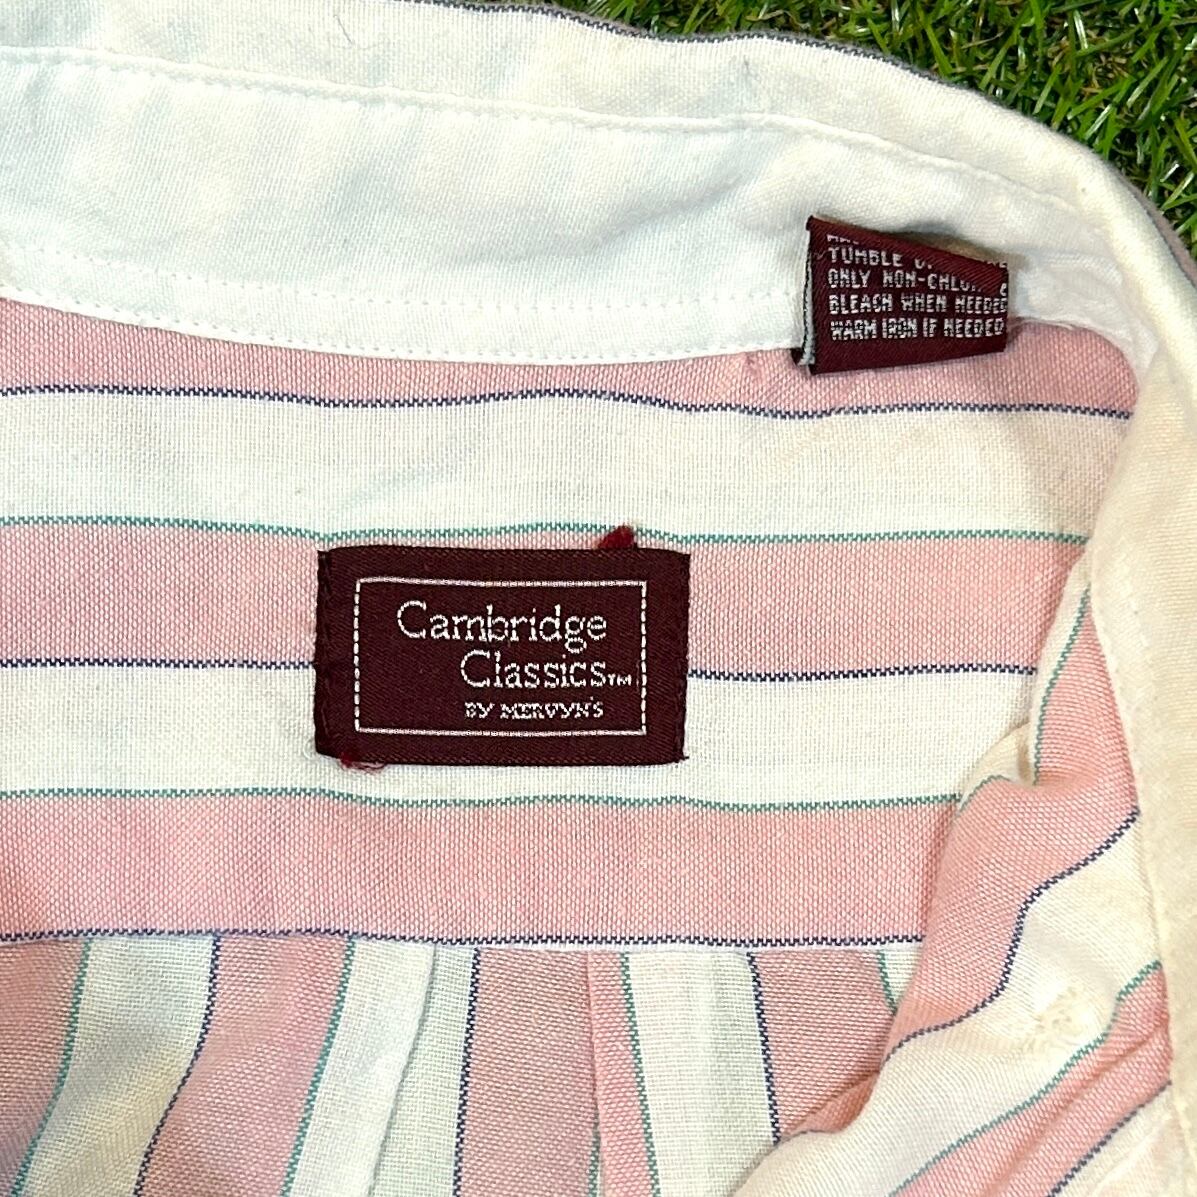 TUMBLE
ONLY NON-CHLO
BLEACH WHEN NEEDED
WARM IRON IF NEEDED
Cambridge
Classics™
BY MERVYN'S